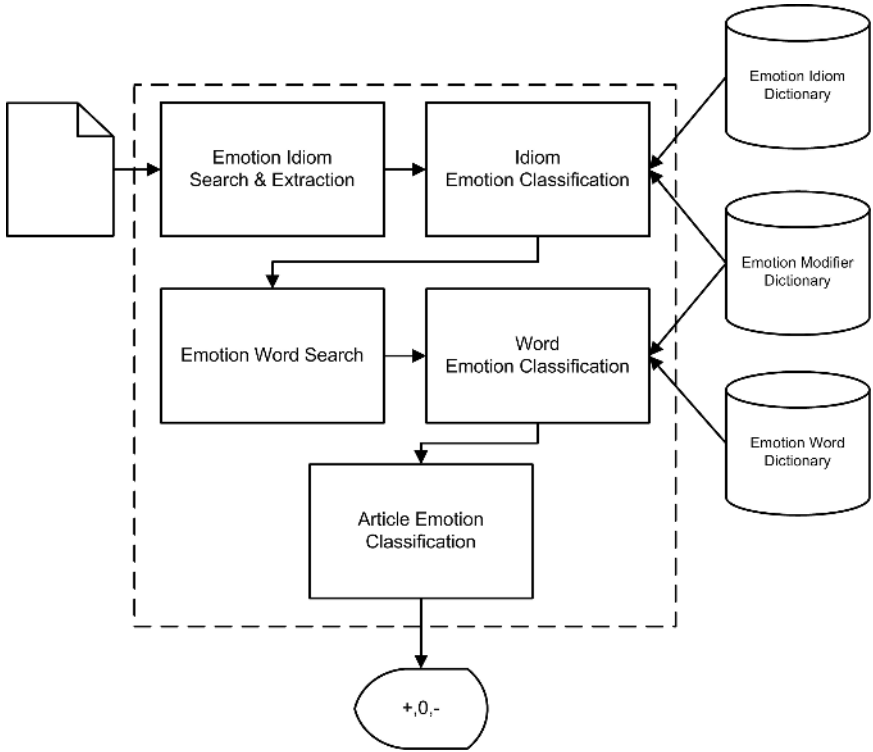 Emotion Idiom
Dictionary
Emotion Idiom
Search & Extraction
Idiom
Emotion Classification
Emotion Modifier
Dictionary
Emotion Word Search
Word
Emotion Classification
Emotion Word
Dictionary
Article Emotion
Classification
+,0,-